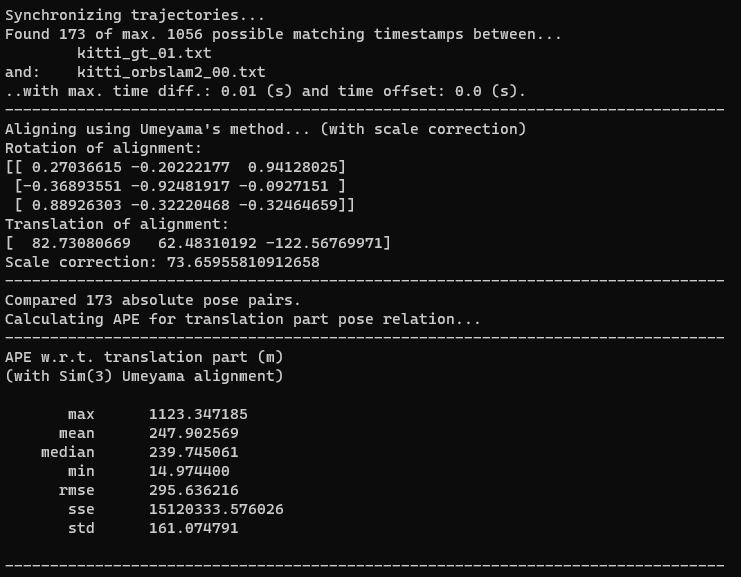 Synchronizing trajectories...
Found 173 of max. 1056 possible matching timestamps between...
        kitti_gt_01.txt
and:    kitti_orbslam2_00.txt
..with max. time diff.: 0.01 (s) and time offset: 0.0 (s).
--------------------------------------------------------------------------------
Aligning using Umeyama's method... (with scale correction)
Rotation of alignment:
[[ 0.27036615 -0.20222177  0.94128025]
 [-0.36893551 -0.92481917 -0.0927151 ]
 [ 0.88926303 -0.32220468 -0.32464659]]
Translation of alignment:
[  82.73080669   62.48310192 -122.56769971]
Scale correction: 73.65955810912658
--------------------------------------------------------------------------------
Compared 173 absolute pose pairs.
Calculating APE for translation part pose relation...
--------------------------------------------------------------------------------
APE w.r.t. translation part (m)
(with Sim(3) Umeyama alignment)

       max      1123.347185
      mean      247.902569
    median      239.745061
       min      14.974400
      rmse      295.636216
       sse      15120333.576026
       std      161.074791

--------------------------------------------------------------------------------